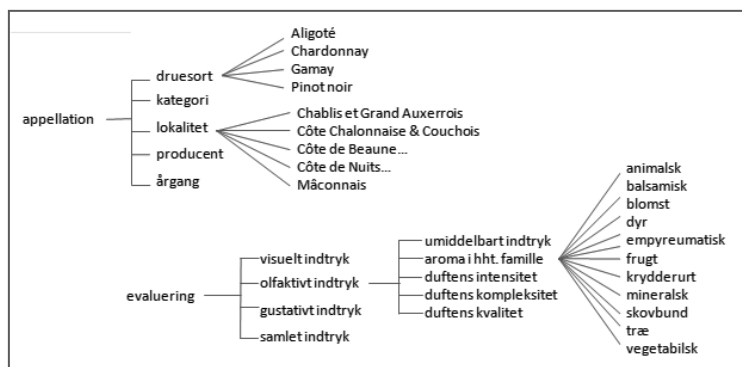 appellation
druesort
kategori
lokalitet
producent
årgang
Aligoté
Chardonnay
Gamay
Pinot noir
Chablis et Grand Auxerrois
Côte Chalonnaise & Couchois
Côte de Beaune...
Côte de Nuits...
Mâconnais
evaluering
visuelt indtryk
olfaktivt indtryk
gustativt indtryk
samlet indtryk
umiddelbart indtryk
aroma i hht. famille
duftens intensitet
duftens kompleksitet
duftens kvalitet
animalsk
balsamisk
blomst
dyr
empyreumatisk
frugt
krydderurt
mineralsk
skovbund
træ
vegetabilsk